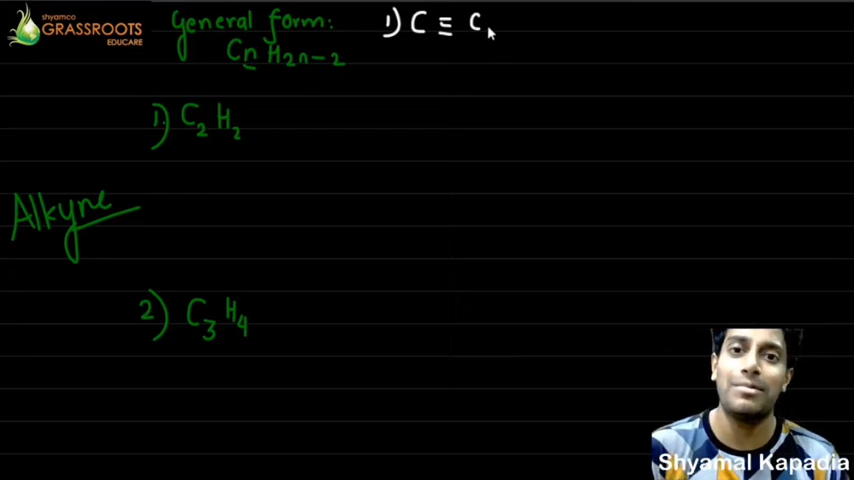 shyamco
GRASSROOTS
EDUCARE
General form:
CnH2n-2
1) C ≡ C
1) C2H2
Alkyne
2) C3H4
Shyamal Kapadia